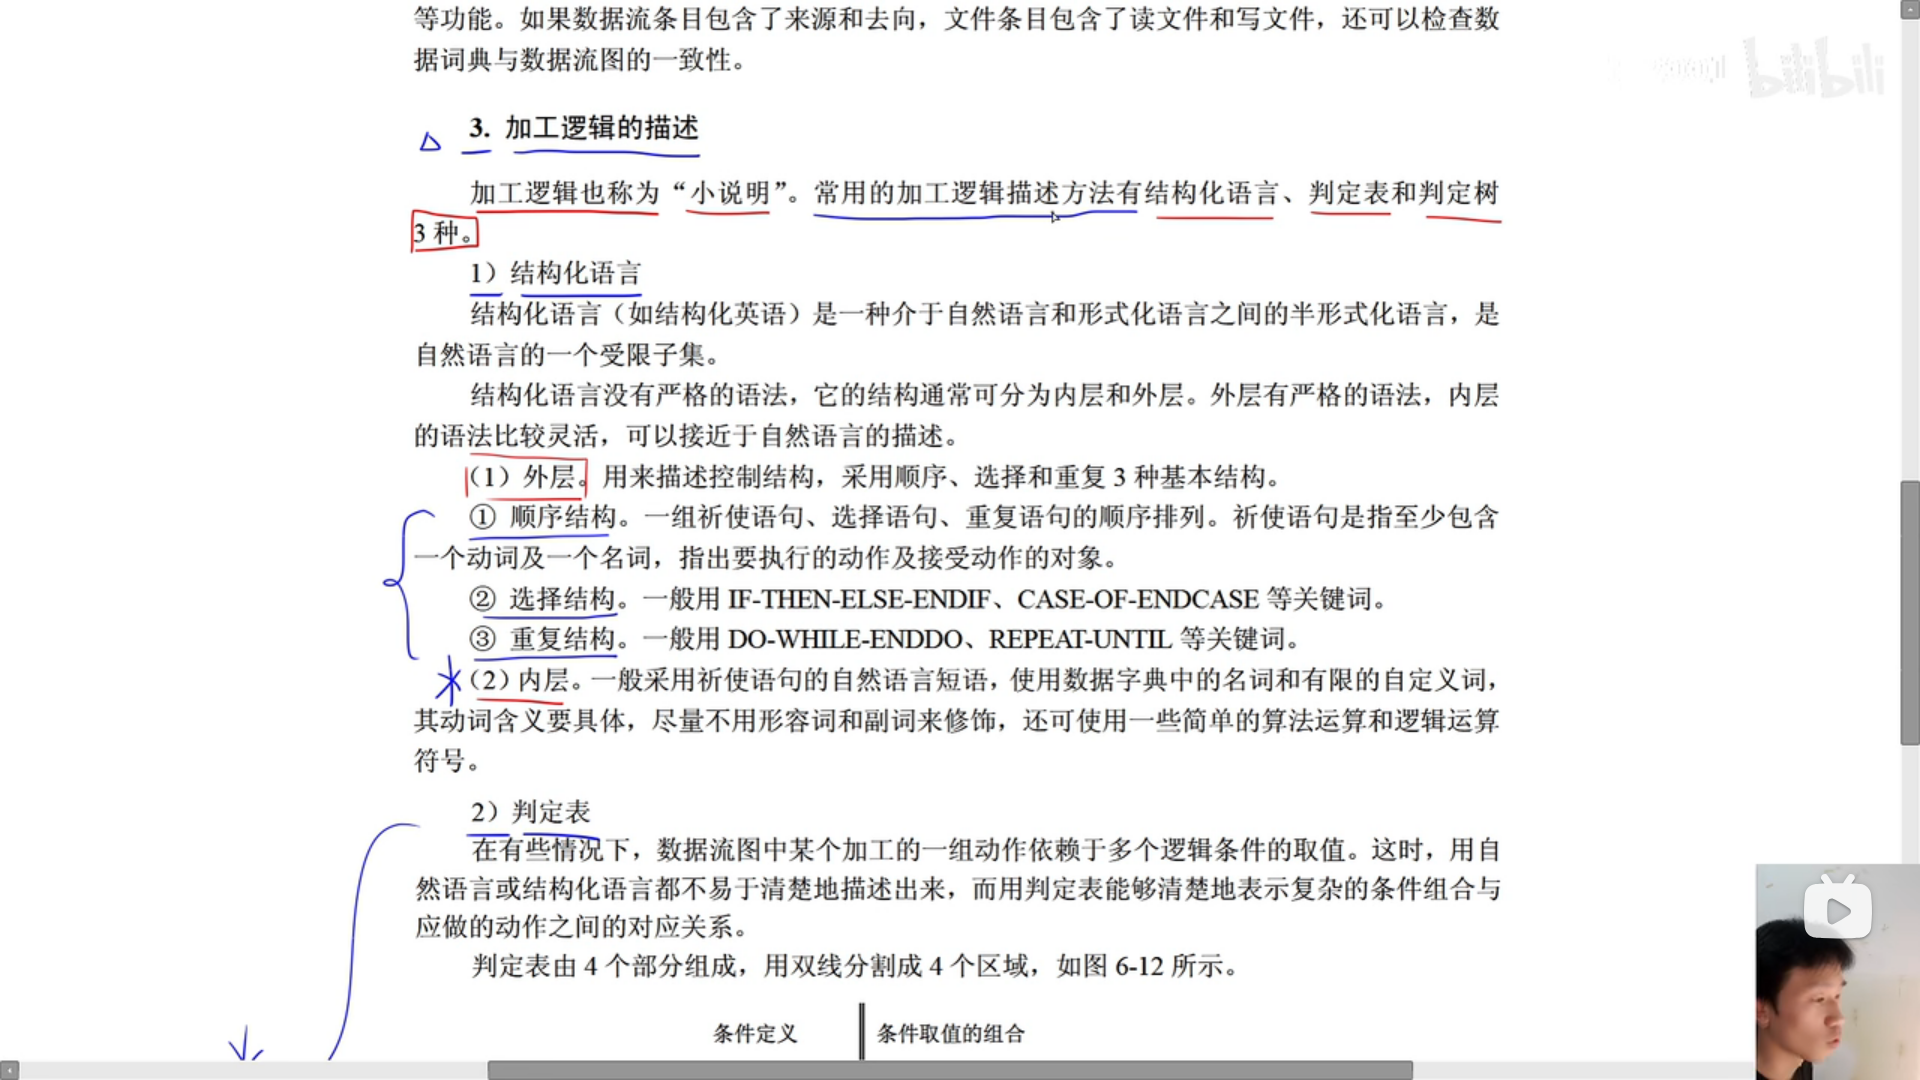 等功能。如果数据流条目包含了来源和去向，文件条目包含了读文件和写文件，还可以检查数
据词典与数据流图的一致性。
bilibili
3. 加工逻辑的描述
加工逻辑也称为“小说明”。常用的加工逻辑描述方法有结构化语言、判定表和判定树
3 种。
1）结构化语言
结构化语言（如结构化英语）是一种介于自然语言和形式化语言之间的半形式化语言，是
自然语言的一个受限子集。
结构化语言没有严格的语法，它的结构通常可分为内层和外层。外层有严格的语法，内层
的语法比较灵活，可以接近于自然语言的描述。
（1）外层。用来描述控制结构，采用顺序、选择和重复 3 种基本结构。
① 顺序结构。一组祈使语句、选择语句、重复语句的顺序排列。祈使语句是指至少包含
一个动词及一个名词，指出要执行的动作及接受动作的对象。
② 选择结构。一般用 IF-THEN-ELSE-ENDIF、CASE-OF-ENDCASE 等关键词。
③ 重复结构。一般用 DO-WHILE-ENDDO、REPEAT-UNTIL 等关键词。
（2）内层。一般采用祈使语句的自然语言短语，使用数据字典中的名词和有限的自定义词，
其动词含义要具体，尽量不用形容词和副词来修饰，还可使用一些简单的算法运算和逻辑运算
符号。
2）判定表
在有些情况下，数据流图中某个加工的一组动作依赖于多个逻辑条件的取值。这时，用自
然语言或结构化语言都不易于清楚地描述出来，而用判定表能够清楚地表示复杂的条件组合与
应做的动作之间的对应关系。
判定表由 4 个部分组成，用双线分割成 4 个区域，如图 6-12 所示。
条件定义 条件取值的组合